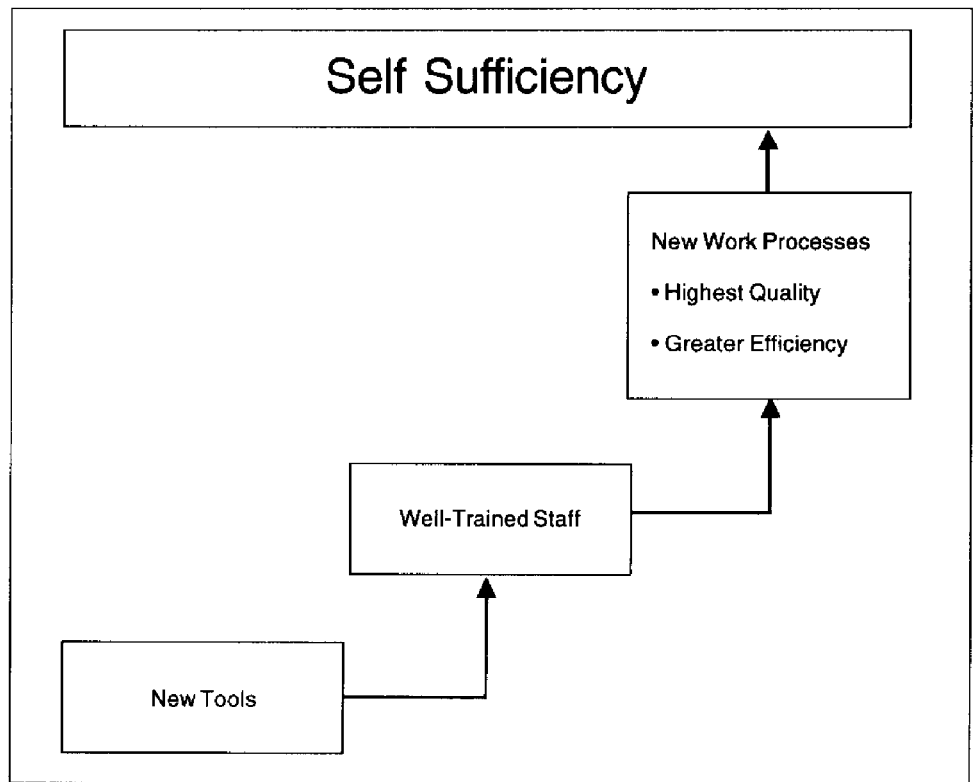 Self Sufficiency
New Work Processes
• Highest Quality
• Greater Efficiency
Well-Trained Staff
New Tools